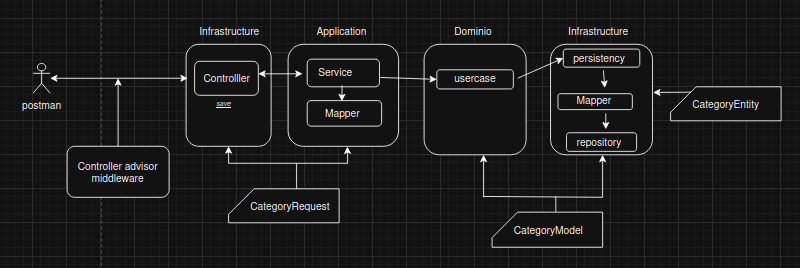 Infrastructure
Application
Dominio
Infrastructure
postman
Controlller
save
Service
Mapper
usercase
persistency
Mapper
repository
CategoryEntity
Controller advisor
middleware
CategoryRequest
CategoryModel